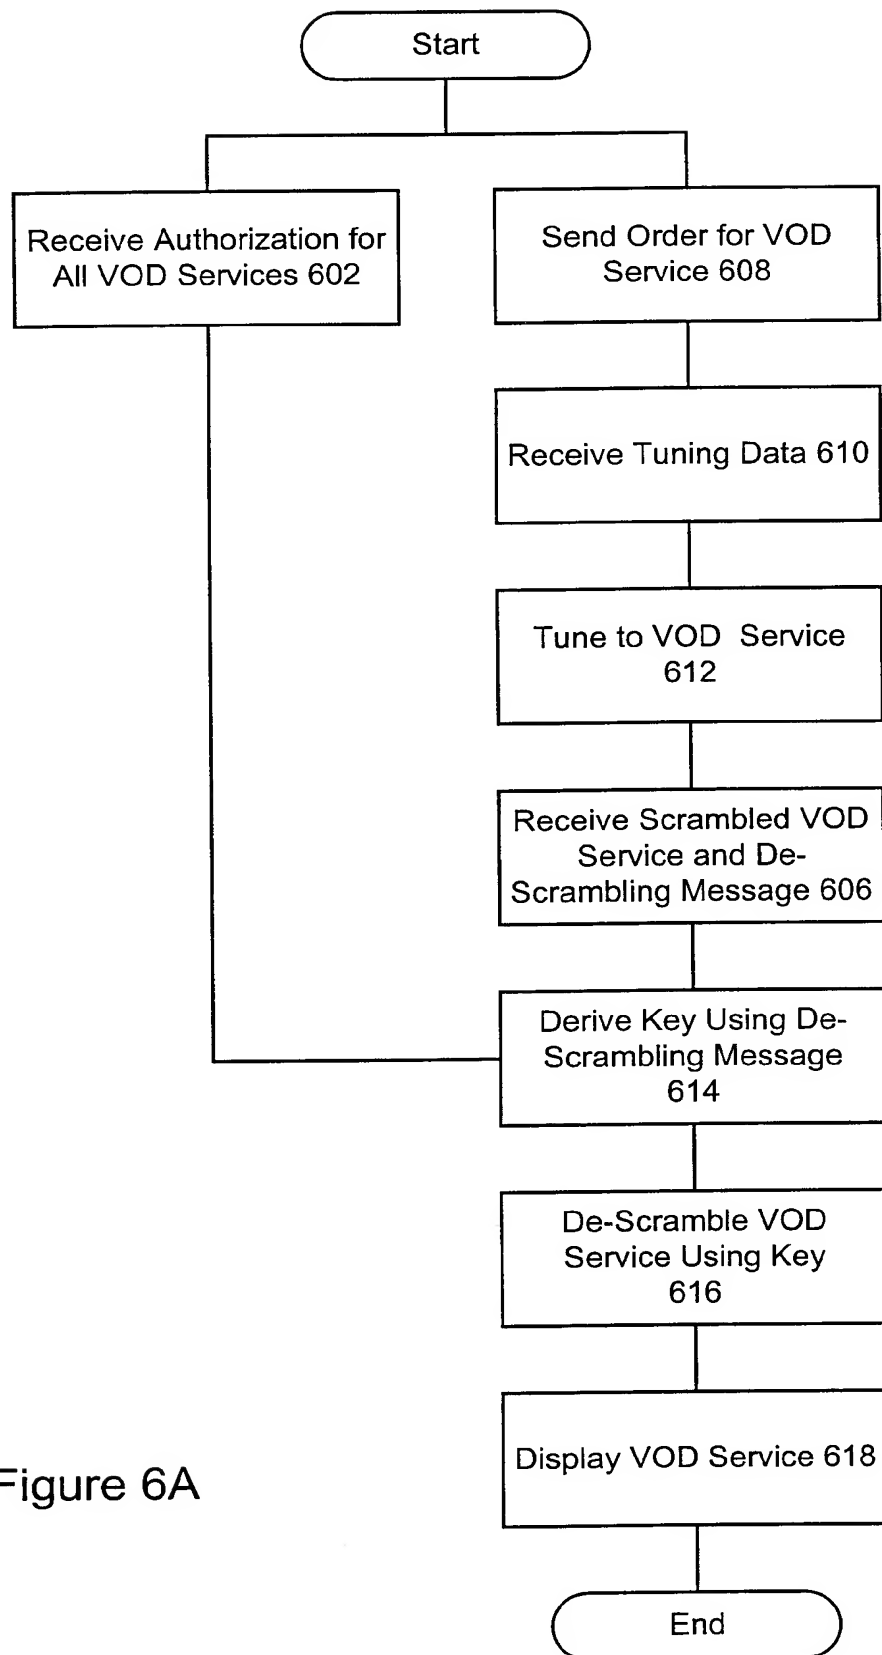 Start
Receive Authorization for
All VOD Services 602
Send Order for VOD
Service 608
Receive Tuning Data 610
Tune to VOD Service
612
Receive Scrambled VOD
Service and De-
Scrambling Message 606
Derive Key Using De-
Scrambling Message
614
De-Scramble VOD
Service Using Key
616
Display VOD Service 618
Figure 6A
End